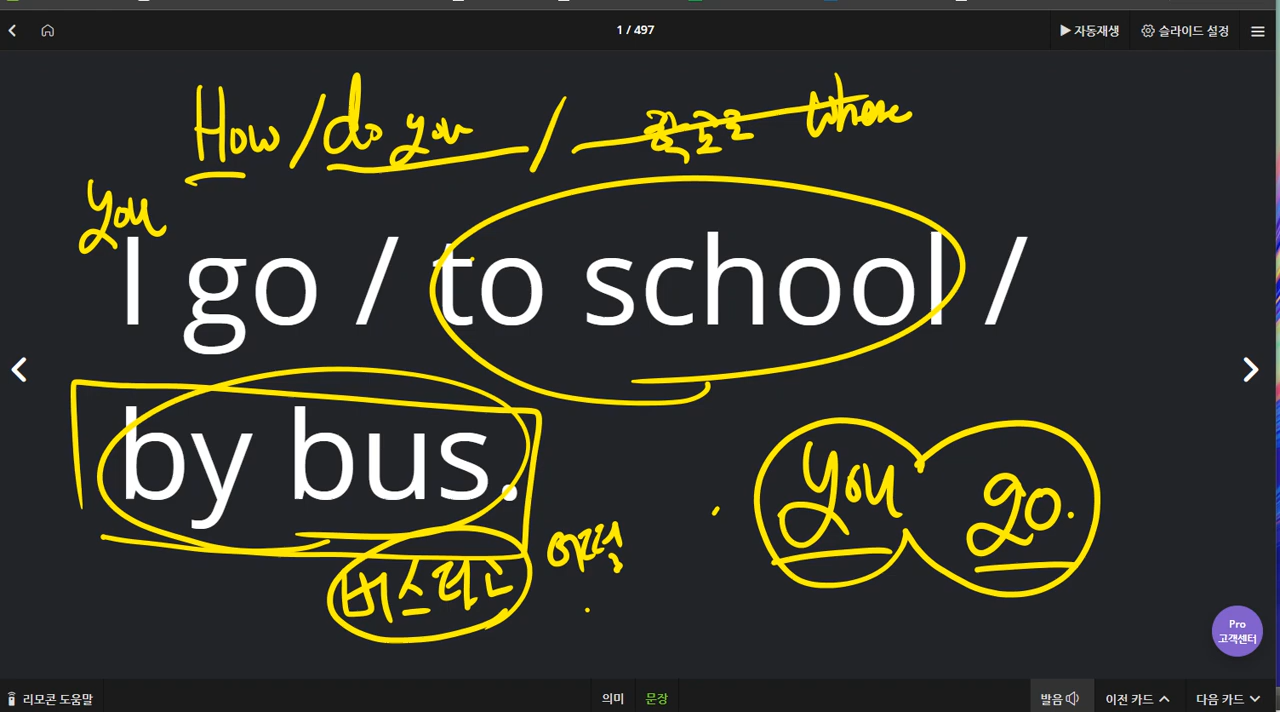 1 / 497
자동재생
슬라이드 설정
How / do you / 학교로 where
you
I go / to school /
by bus.
you go.
버스타고
Pro
고객센터
리모콘 도움말
의미
문장
발음
이전 카드
다음 카드